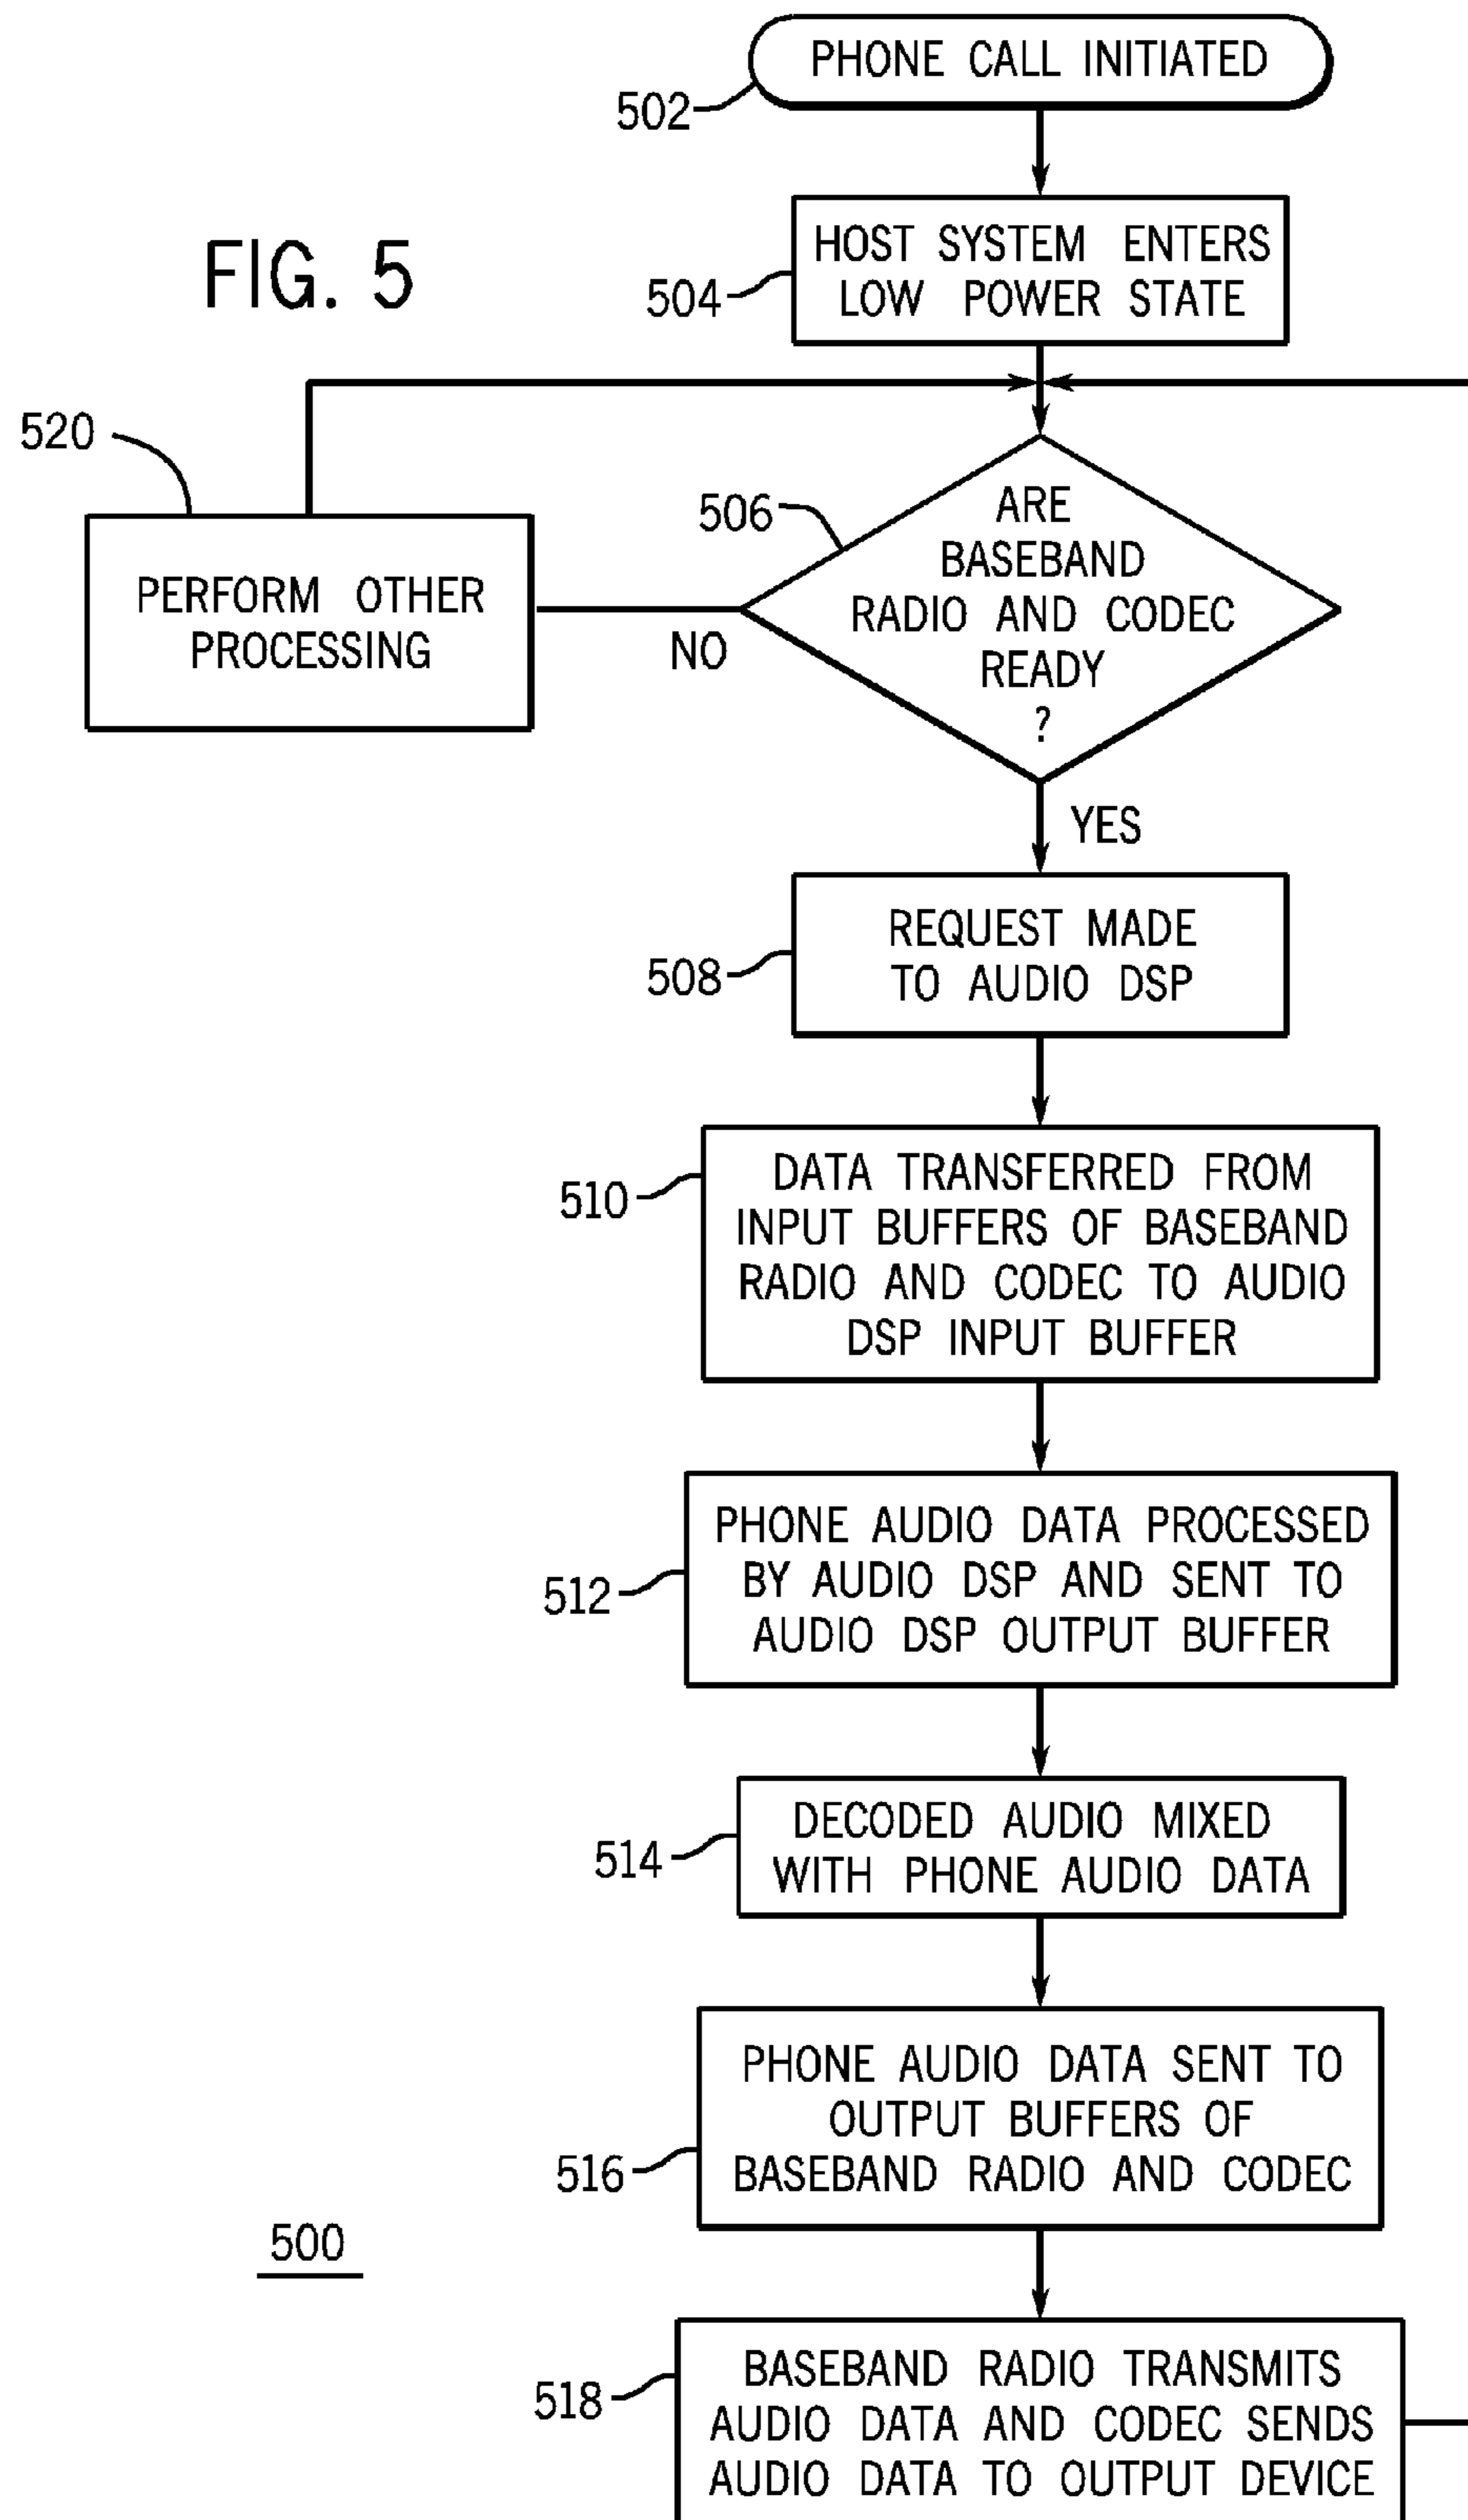 PHONE CALL INITIATED
502
FIG. 5
HOST SYSTEM ENTERS
LOW POWER STATE
504
520
506
ARE
BASEBAND
RADIO AND CODEC
READY
?
PERFORM OTHER
PROCESSING
NO
YES
REQUEST MADE
TO AUDIO DSP
508
DATA TRANSFERRED FROM
INPUT BUFFERS OF BASEBAND
RADIO AND CODEC TO AUDIO
DSP INPUT BUFFER
510
PHONE AUDIO DATA PROCESSED
BY AUDIO DSP AND SENT TO
AUDIO DSP OUTPUT BUFFER
512
DECODED AUDIO MIXED
WITH PHONE AUDIO DATA
514
PHONE AUDIO DATA SENT TO
OUTPUT BUFFERS OF
BASEBAND RADIO AND CODEC
516
500
BASEBAND RADIO TRANSMITS
AUDIO DATA AND CODEC SENDS
AUDIO DATA TO OUTPUT DEVICE
518